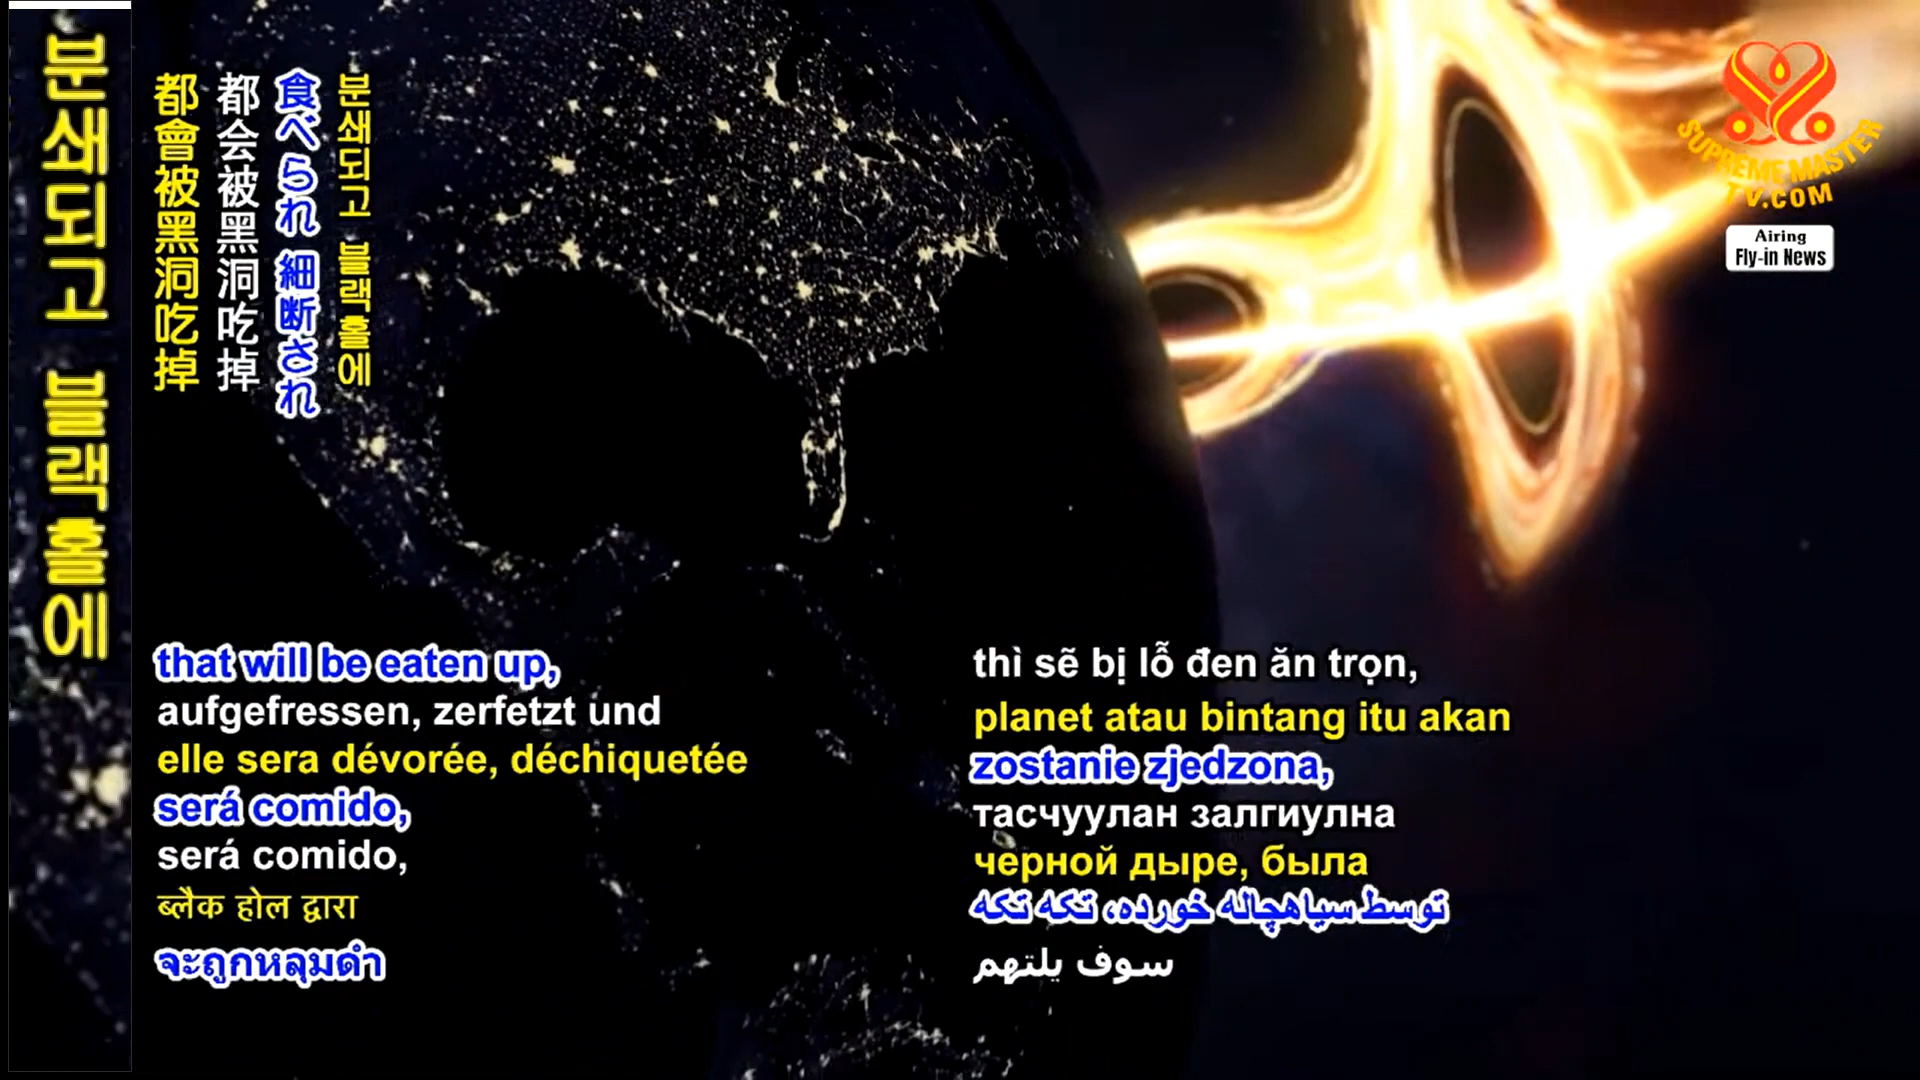 분쇄되고 블랙홀에
都會被黑洞吃掉
都会被黑洞吃掉
食べられ 細断され
분쇄되고 블랙홀에
SUPREME MASTER
TV.COM
Airing
Fly-in News
that will be eaten up,
aufgefressen, zerfetzt und
elle sera dévorée, déchiquetée
será comido,
será comido,
ब्लैक होल द्वारा
จะถูกหลุมดำ
thì sẽ bị lỗ đen ăn trọn,
planet atau bintang itu akan
zostanie zjedzona,
тасчуулан залгиулна
черной дыре, была
توسط سیاهچاله خورده، تکه تکه
سوف يلتهم